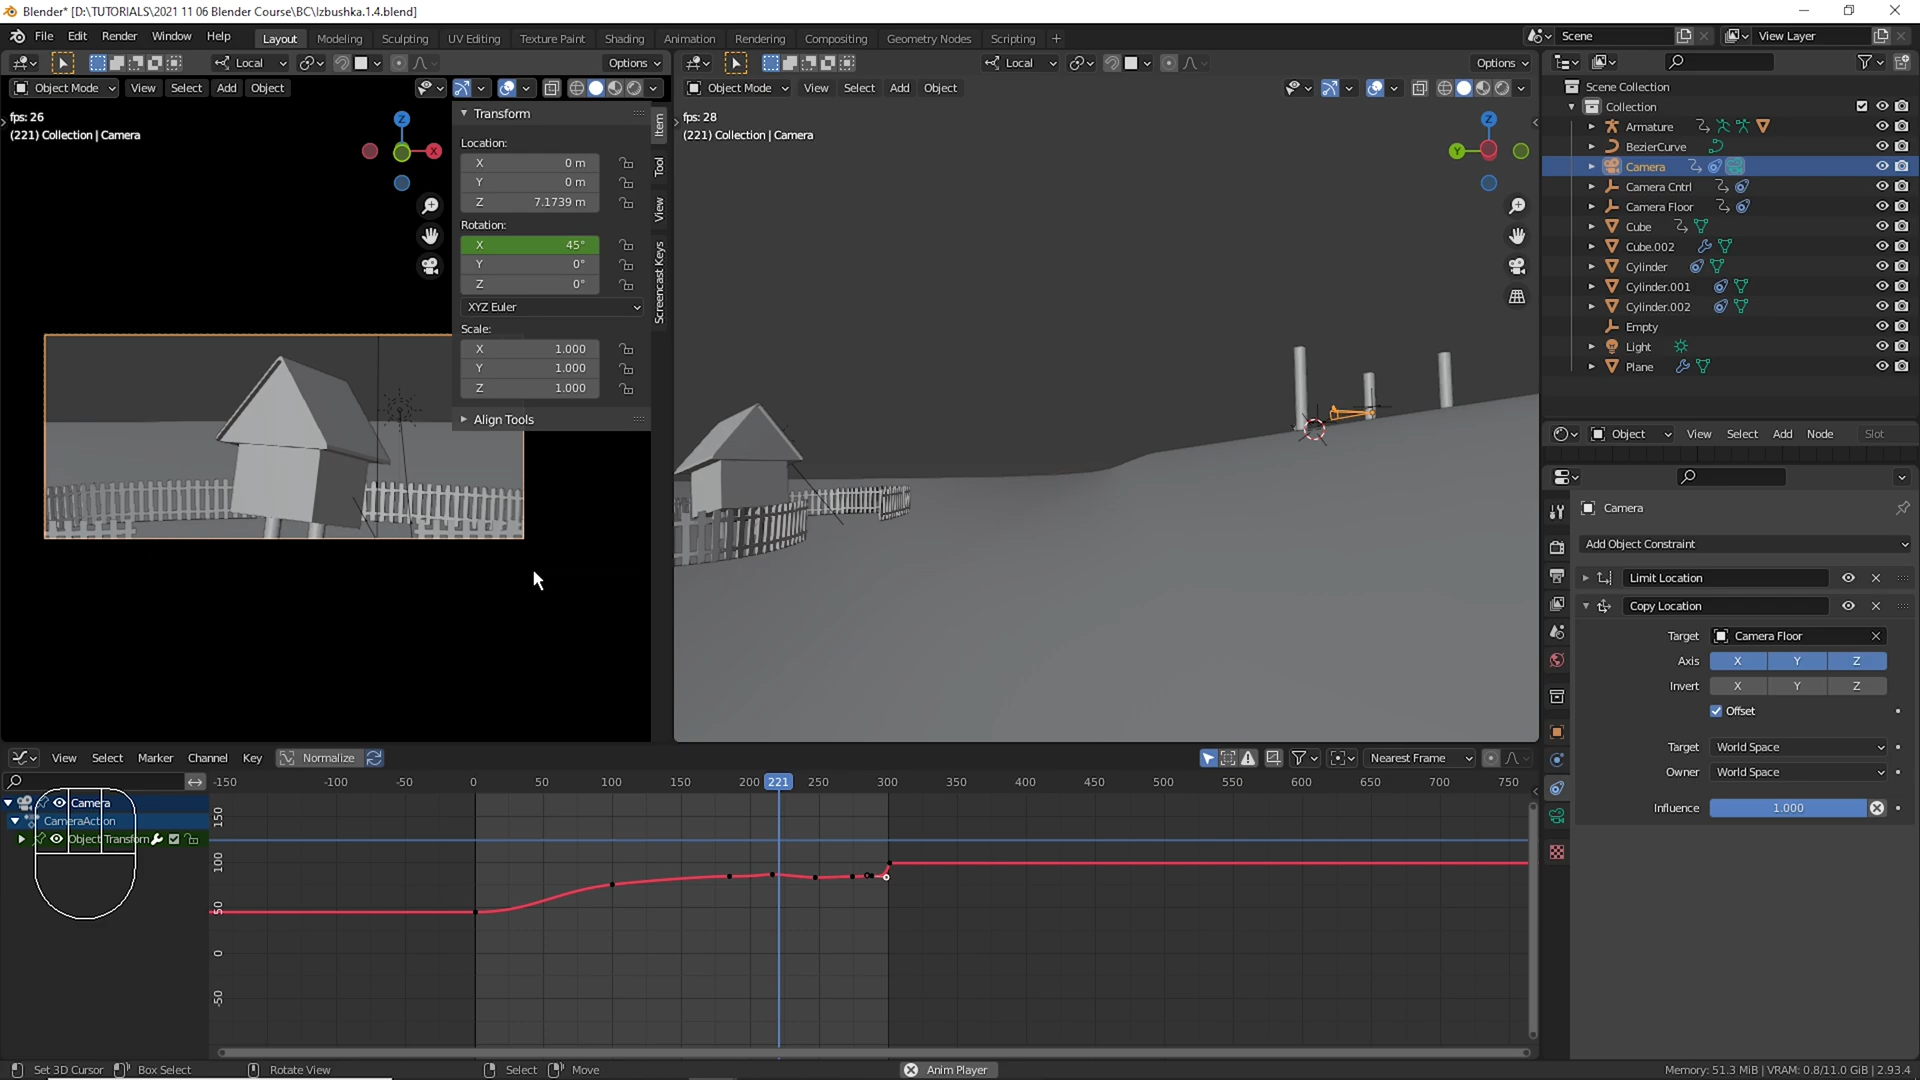 Blender* [D:\TUTORIALS\2021 11 06 Blender Course\BC\Izbushka.1.4.blend]
File Edit Render Window Help Layout Modeling Sculpting UV Editing Texture Paint Shading Animation Rendering Compositing Geometry Nodes Scripting + Scene View Layer
Local Options Local Options
Object Mode View Select Add Object Object Mode View Select Add Object
Scene Collection
Collection
Armature
BezierCurve
Camera
Camera Cntrl
Camera Floor
Cube
Cube.002
Cylinder
Cylinder.001
Cylinder.002
Empty
Light
Plane
fps: 26
(221) Collection | Camera
Z
X
Transform
Location:
X 0 m
Y 0 m
Z 7.1739 m
Rotation:
X 45°
Y 0°
Z 0°
XYZ Euler
Scale:
X 1.000
Y 1.000
Z 1.000
Align Tools
Item
Tool
View
Screencast Keys
fps: 28
(221) Collection | Camera
Z
Y
Object View Select Add Node Slot
Camera
Add Object Constraint
Limit Location
Copy Location
Target Camera Floor
Axis X Y Z
Invert X Y Z
Offset
Target World Space
Owner World Space
Influence 1.000
View Select Marker Channel Key Normalize Nearest Frame
-150 -100 -50 0 50 100 150 200 221 250 300 350 400 450 500 550 600 650 700 750
Camera
CameraAction
Object Transform
150
100
50
0
-50
Set 3D Cursor Box Select Rotate View Select Move Anim Player Memory: 51.3 MiB | VRAM: 0.8/11.0 GiB | 2.93.4